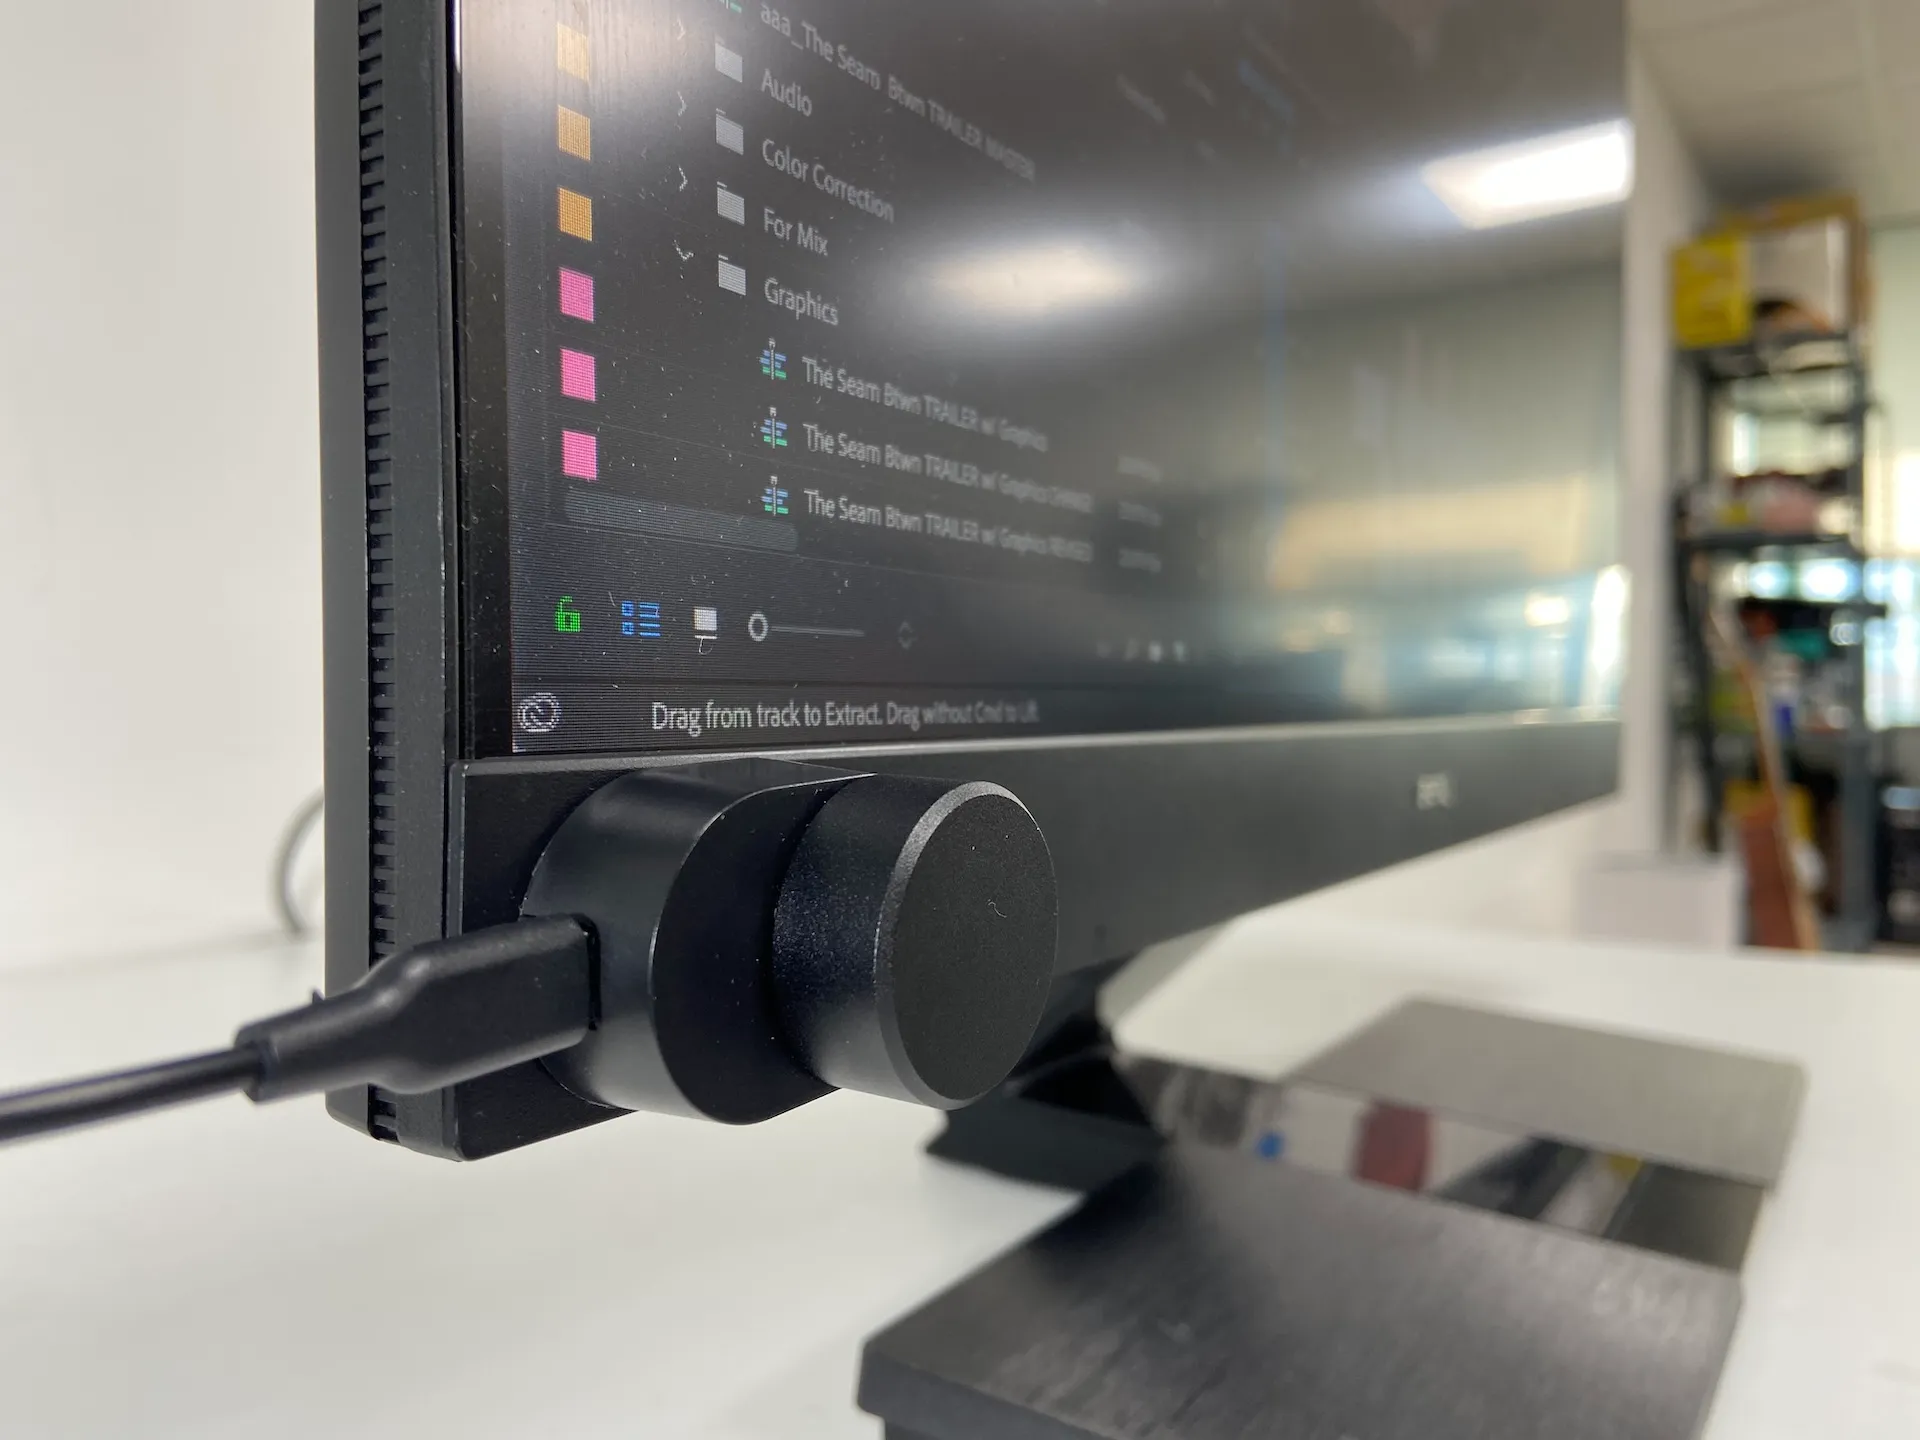 aaa_The Seam Btwn TRAILER MASTER
Audio
Color Correction
For Mix
Graphics
The Seam Btwn TRAILER w/ Graphics
The Seam Btwn TRAILER w/ Graphics
The Seam Btwn TRAILER w/ Graphics REVISED
Drag from track to Extract. Drag without Cmd to Lift.